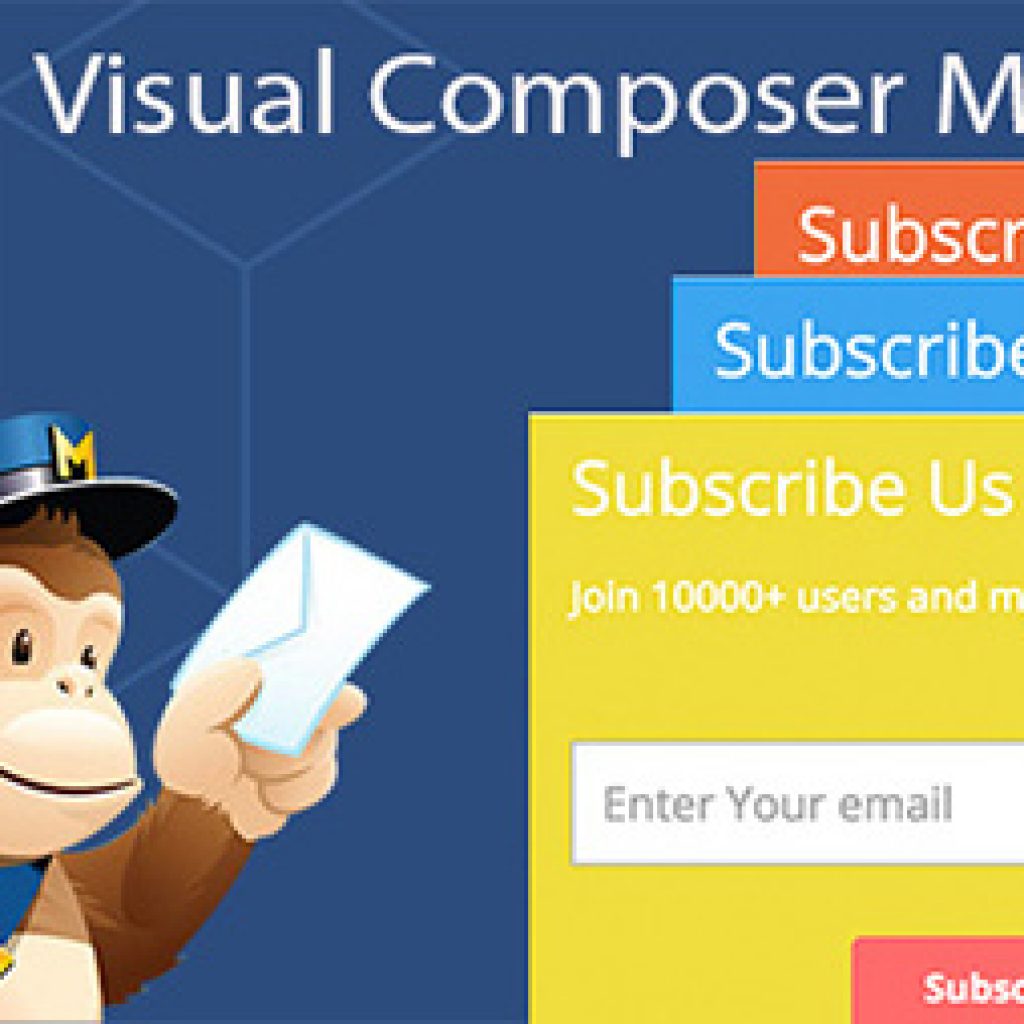 Visual Composer M
Subscr
Subscribe
Subscribe Us
Join 10000+ users and m
Enter Your email
Subsc
M